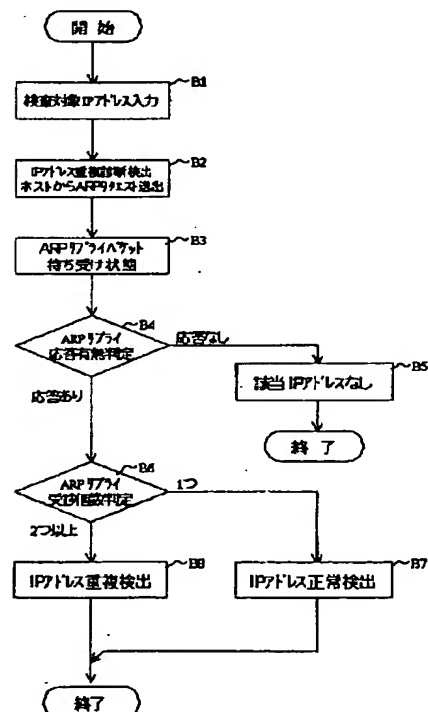 開始
検査対象IPアドレス入力
B1
IPアドレス重複診断検出
ホストからARPリクエスト送出
B2
ARPリプライパケット
待ち受け状態
B3
ARPリプライ
応答有無判定
B4
応答なし
該当IPアドレスなし
B5
終了
応答あり
ARPリプライ
受信個数判定
B6
1つ
2つ以上
IPアドレス重複検出
B8
IPアドレス正常検出
B7
終了